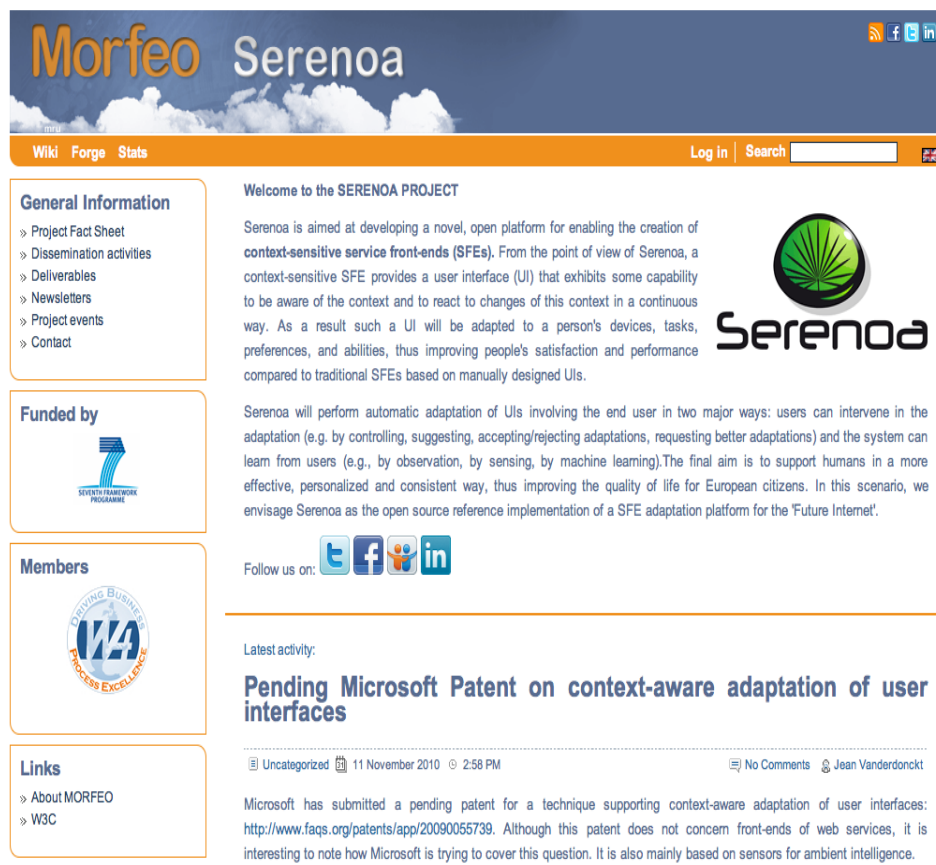 Morfeo Serenoa
mru
Wiki Forge Stats
Log in Search
General Information
» Project Fact Sheet
» Dissemination activities
» Deliverables
» Newsletters
» Project events
» Contact
Funded by
7
SEVENTH FRAMEWORK
PROGRAMME
Members
DRIVING BUSINESS
W4
PROCESS EXCELLENCE
Links
» About MORFEO
» W3C
Welcome to the SERENOA PROJECT
Serenoa is aimed at developing a novel, open platform for enabling the creation of
context-sensitive service front-ends (SFEs). From the point of view of Serenoa, a
context-sensitive SFE provides a user interface (UI) that exhibits some capability
to be aware of the context and to react to changes of this context in a continuous
way. As a result such a UI will be adapted to a person's devices, tasks,
preferences, and abilities, thus improving people's satisfaction and performance
compared to traditional SFEs based on manually designed UIs.
Serenoa
Serenoa will perform automatic adaptation of UIs involving the end user in two major ways: users can intervene in the
adaptation (e.g. by controlling, suggesting, accepting/rejecting adaptations, requesting better adaptations) and the system can
learn from users (e.g., by observation, by sensing, by machine learning).The final aim is to support humans in a more
effective, personalized and consistent way, thus improving the quality of life for European citizens. In this scenario, we
envisage Serenoa as the open source reference implementation of a SFE adaptation platform for the 'Future Internet'.
Follow us on:
Latest activity:
Pending Microsoft Patent on context-aware adaptation of user
interfaces
Uncategorized 31 11 November 2010 2:58 PM No Comments Jean Vanderdonckt
Microsoft has submitted a pending patent for a technique supporting context-aware adaptation of user interfaces:
http://www.faqs.org/patents/app/20090055739. Although this patent does not concern front-ends of web services, it is
interesting to note how Microsoft is trying to cover this question. It is also mainly based on sensors for ambient intelligence.